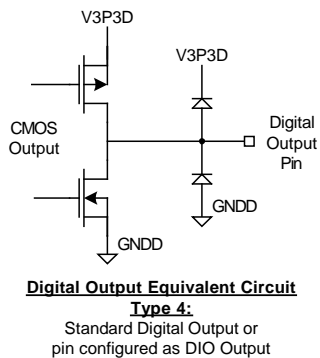 V3P3D
V3P3D
CMOS
Output
Digital
Output
Pin
GNDD
GNDD
Digital Output Equivalent Circuit
Type 4:
Standard Digital Output or
pin configured as DIO Output